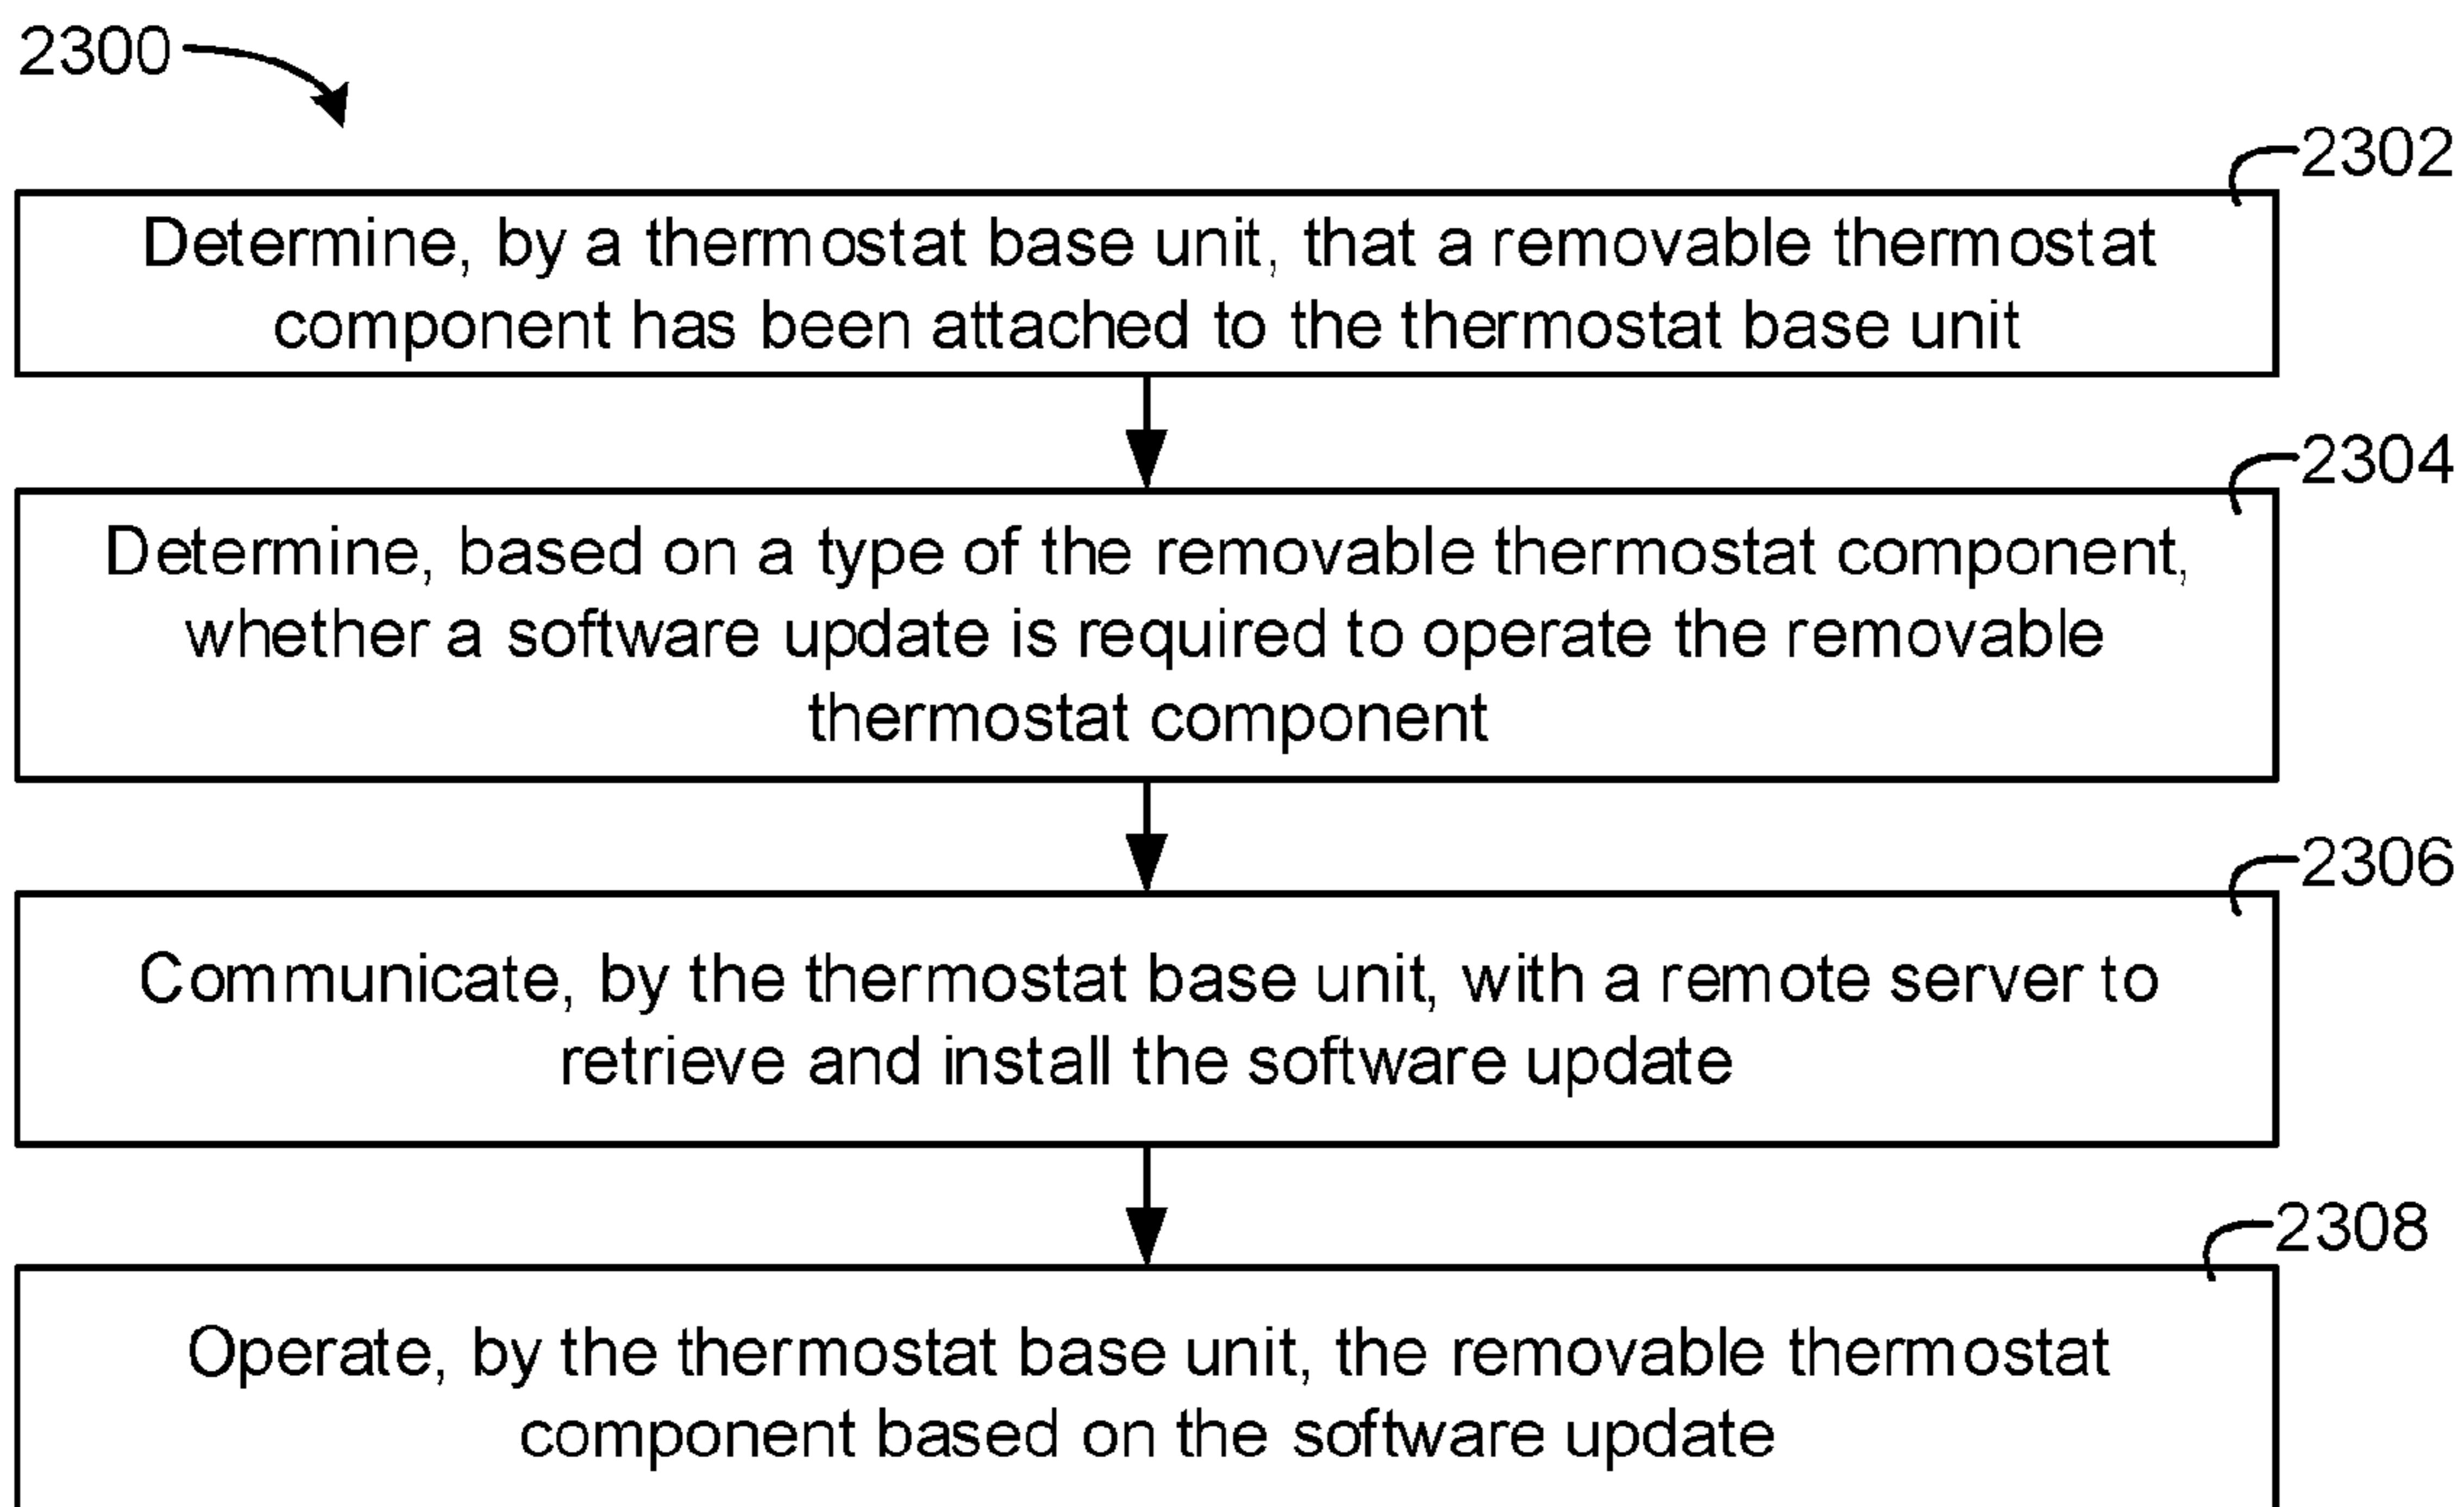 2300
2302
Determine, by a thermostat base unit, that a removable thermostat
component has been attached to the thermostat base unit
2304
Determine, based on a type of the removable thermostat component,
whether a software update is required to operate the removable
thermostat component
2306
Communicate, by the thermostat base unit, with a remote server to
retrieve and install the software update
2308
Operate, by the thermostat base unit, the removable thermostat
component based on the software update